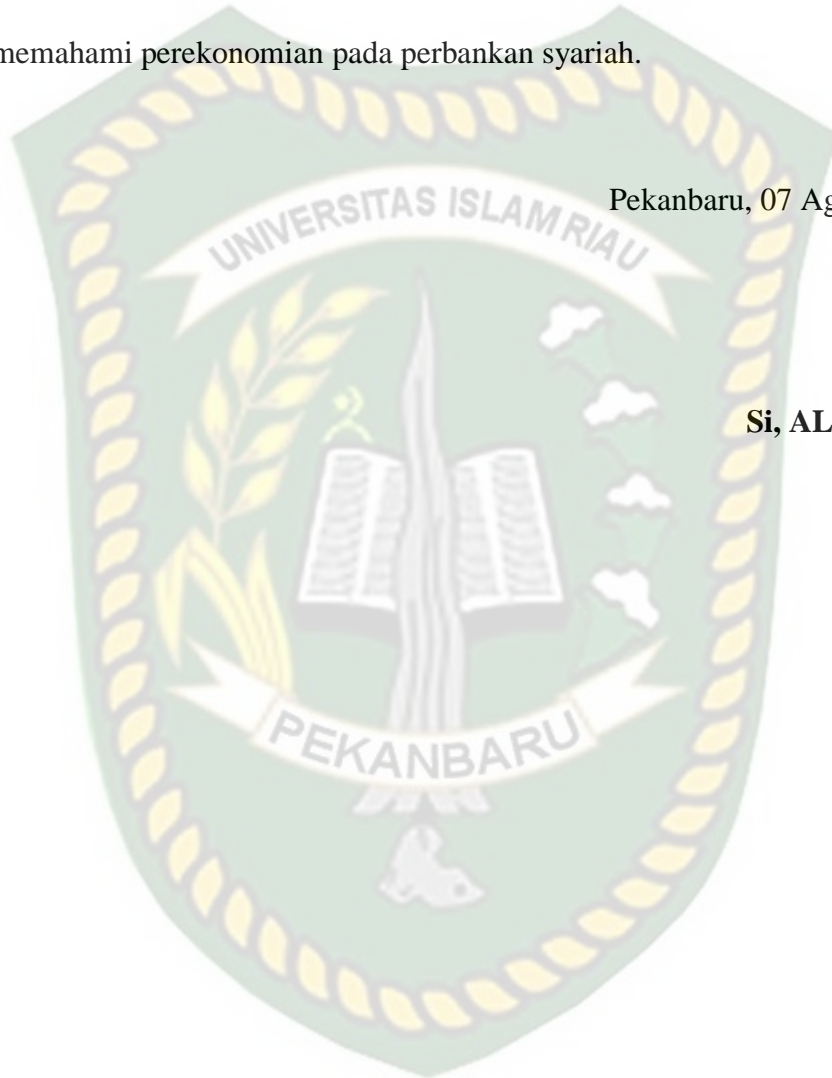 memahami perekonomian pada perbankan syariah.
Pekanbaru, 07 Ag
UNIVERSITAS ISLAM RIAU
Si, AL
PEKANBARU